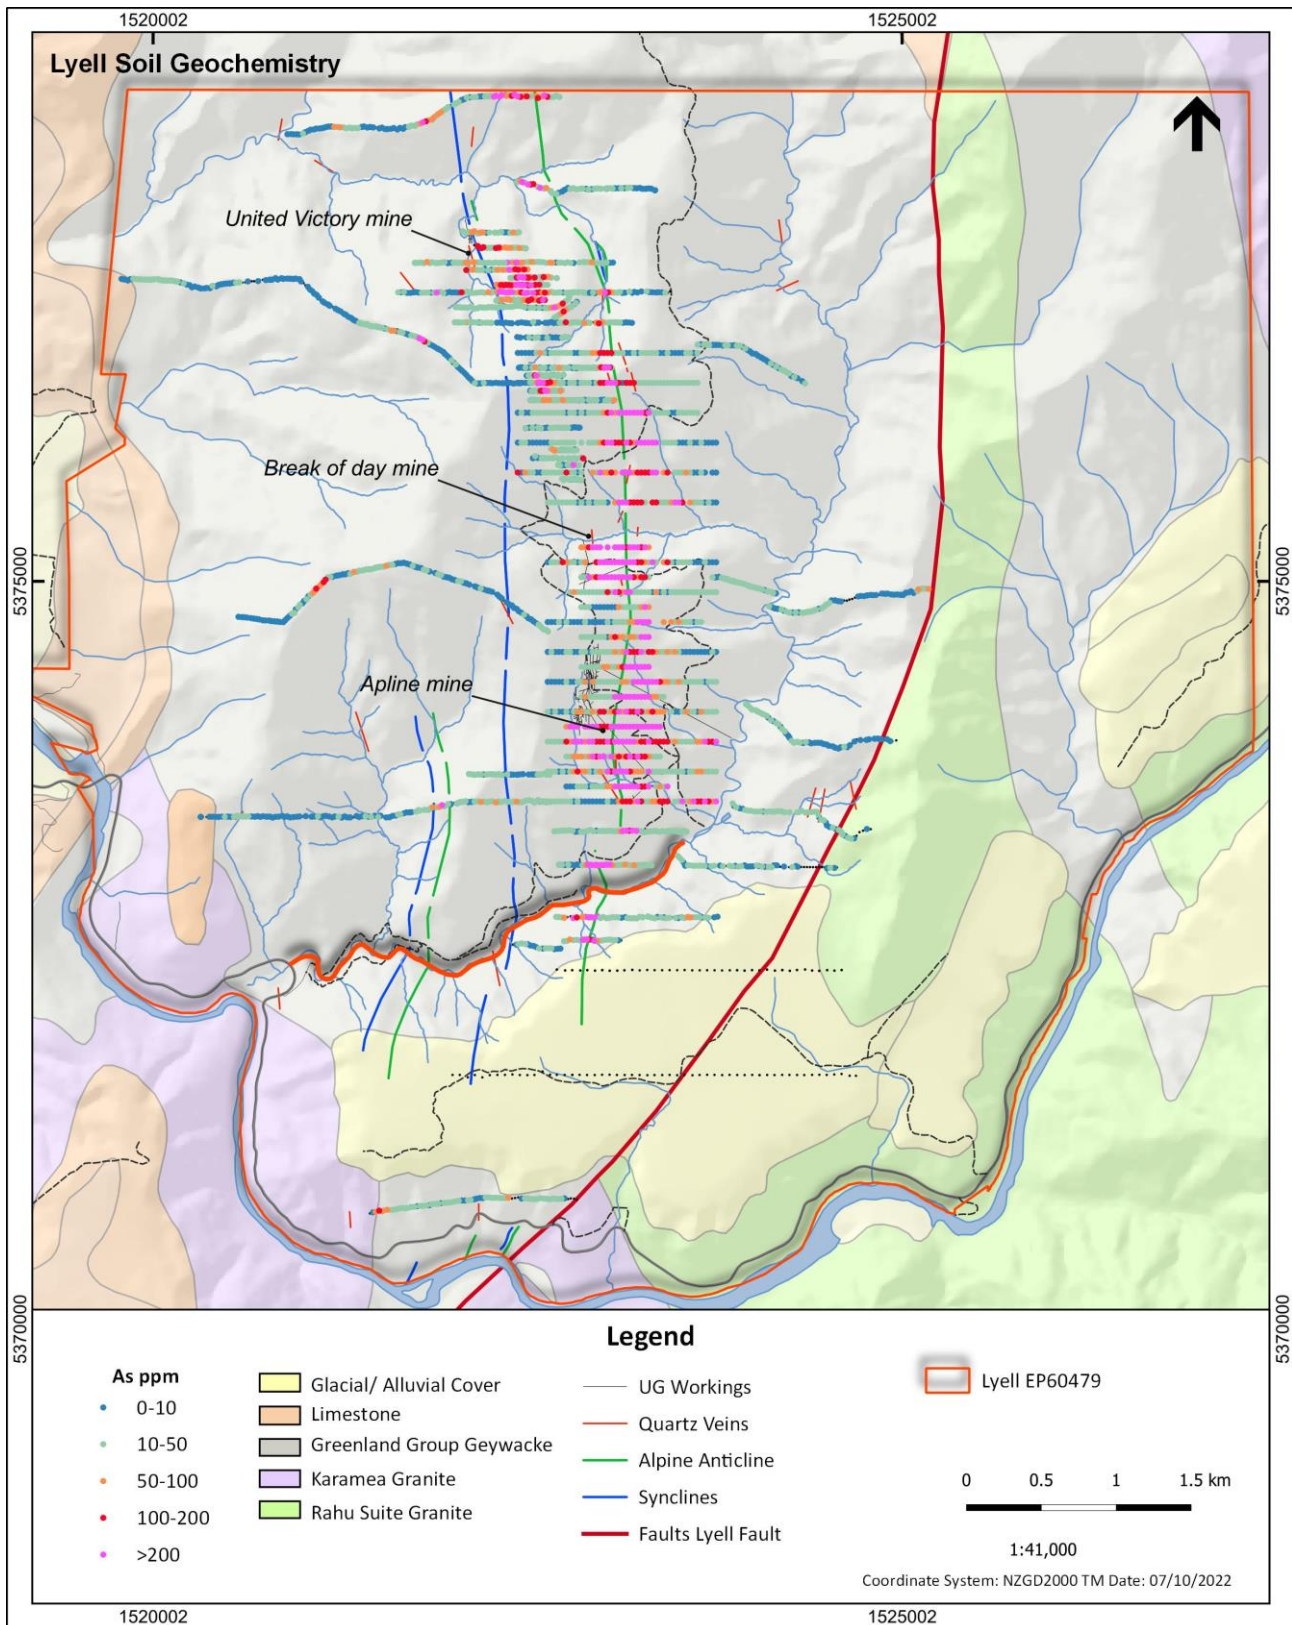 1520002 1525002
Lyell Soil Geochemistry
United Victory mine
Break of day mine
5375000 5375000
Apline mine
5370000 5370000
Legend
As ppm
0-10
10-50
50-100
100-200
>200
Glacial/ Alluvial Cover
Limestone
Greenland Group Geywacke
Karamea Granite
Rahu Suite Granite
UG Workings
Quartz Veins
Alpine Anticline
Synclines
Faults Lyell Fault
Lyell EP60479
0 0.5 1 1.5 km
1:41,000
Coordinate System: NZGD2000 TM Date: 07/10/2022
1520002 1525002